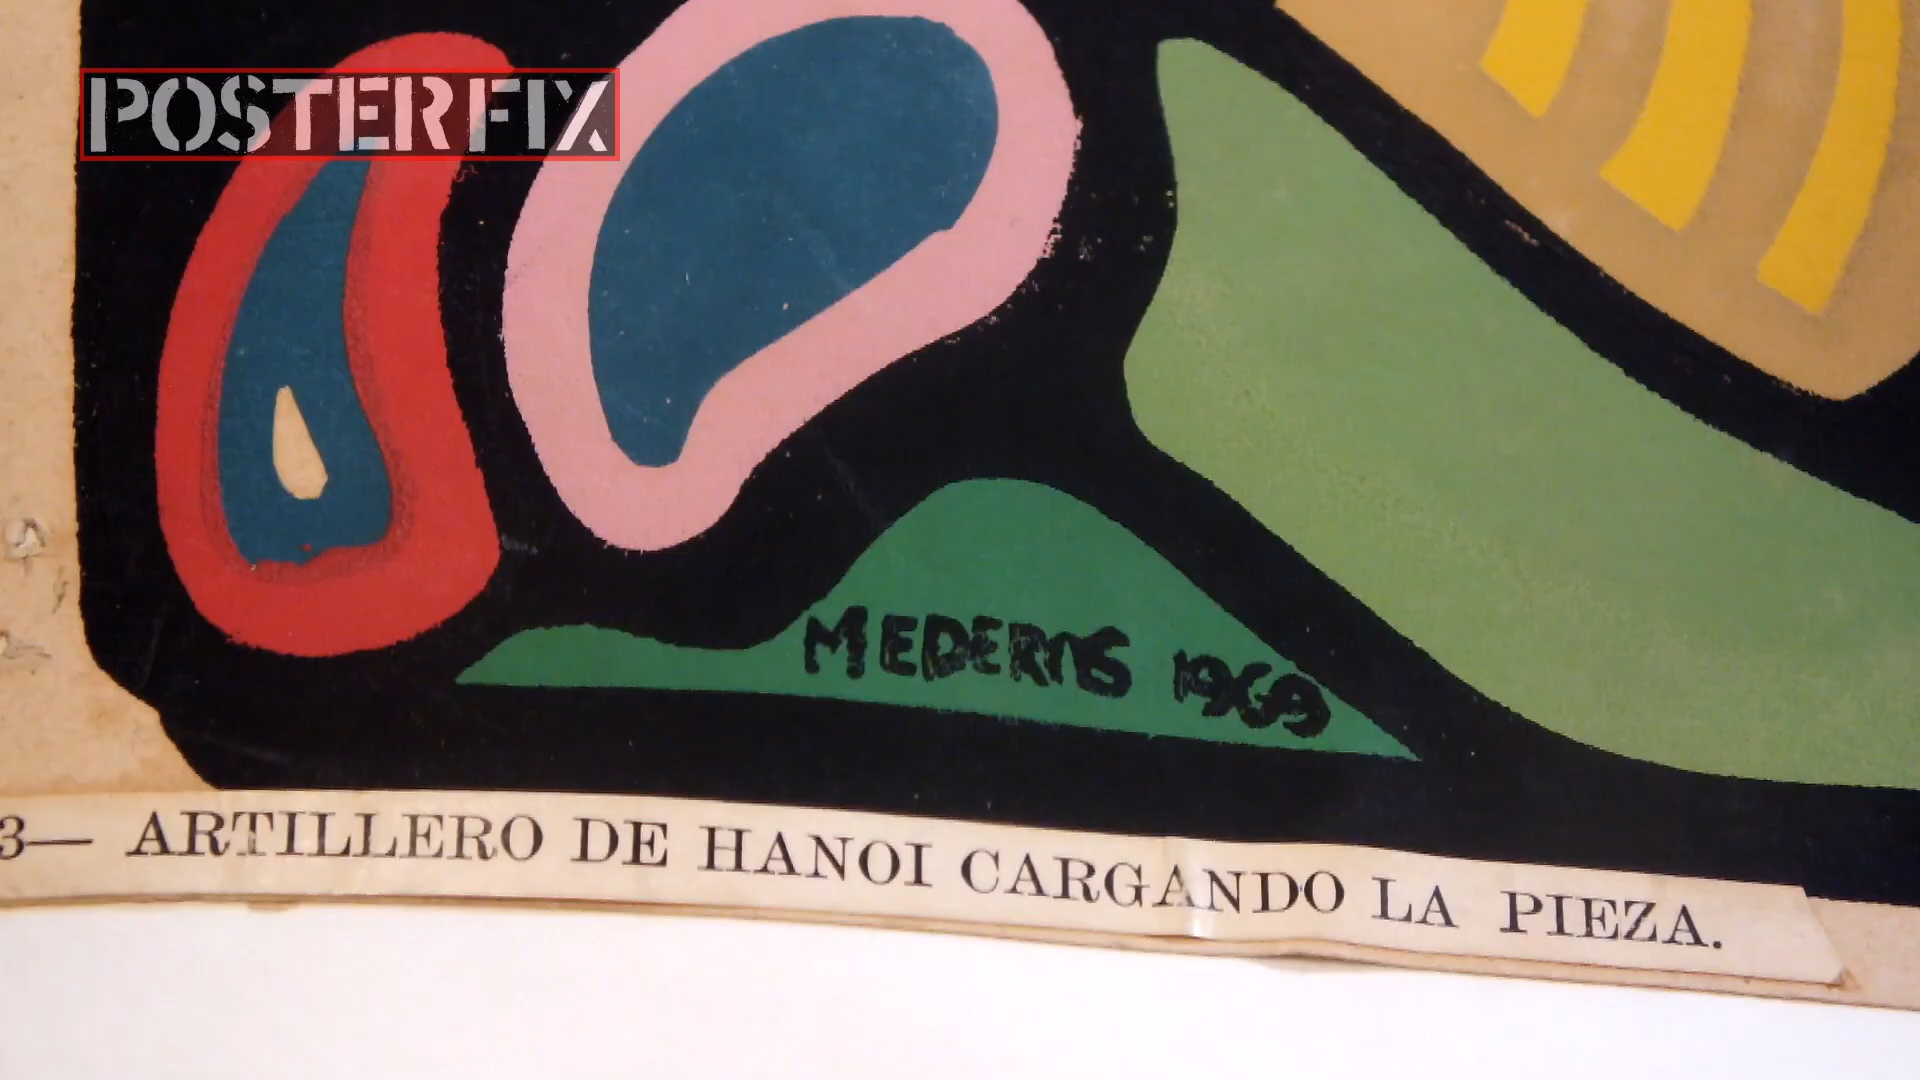 POSTERFIX
MEDEROS 1969
3— ARTILLERO DE HANOI CARGANDO LA PIEZA.